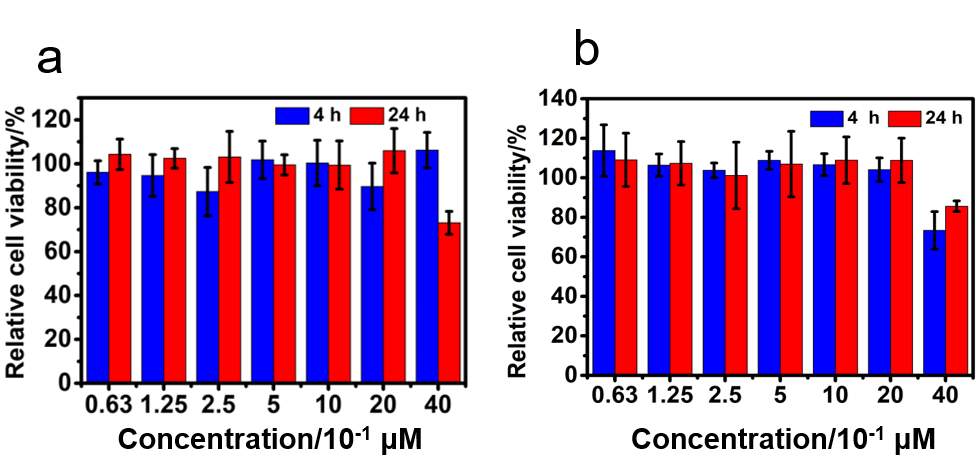 a
Relative cell viability/%
120
100
80
60
40
20
0
4 h 24 h
0.63 1.25 2.5 5 10 20 40
Concentration/10⁻¹ μM
b
Relative cell viability/%
140
120
100
80
60
40
20
0
4 h 24 h
0.63 1.25 2.5 5 10 20 40
Concentration/10⁻¹ μM